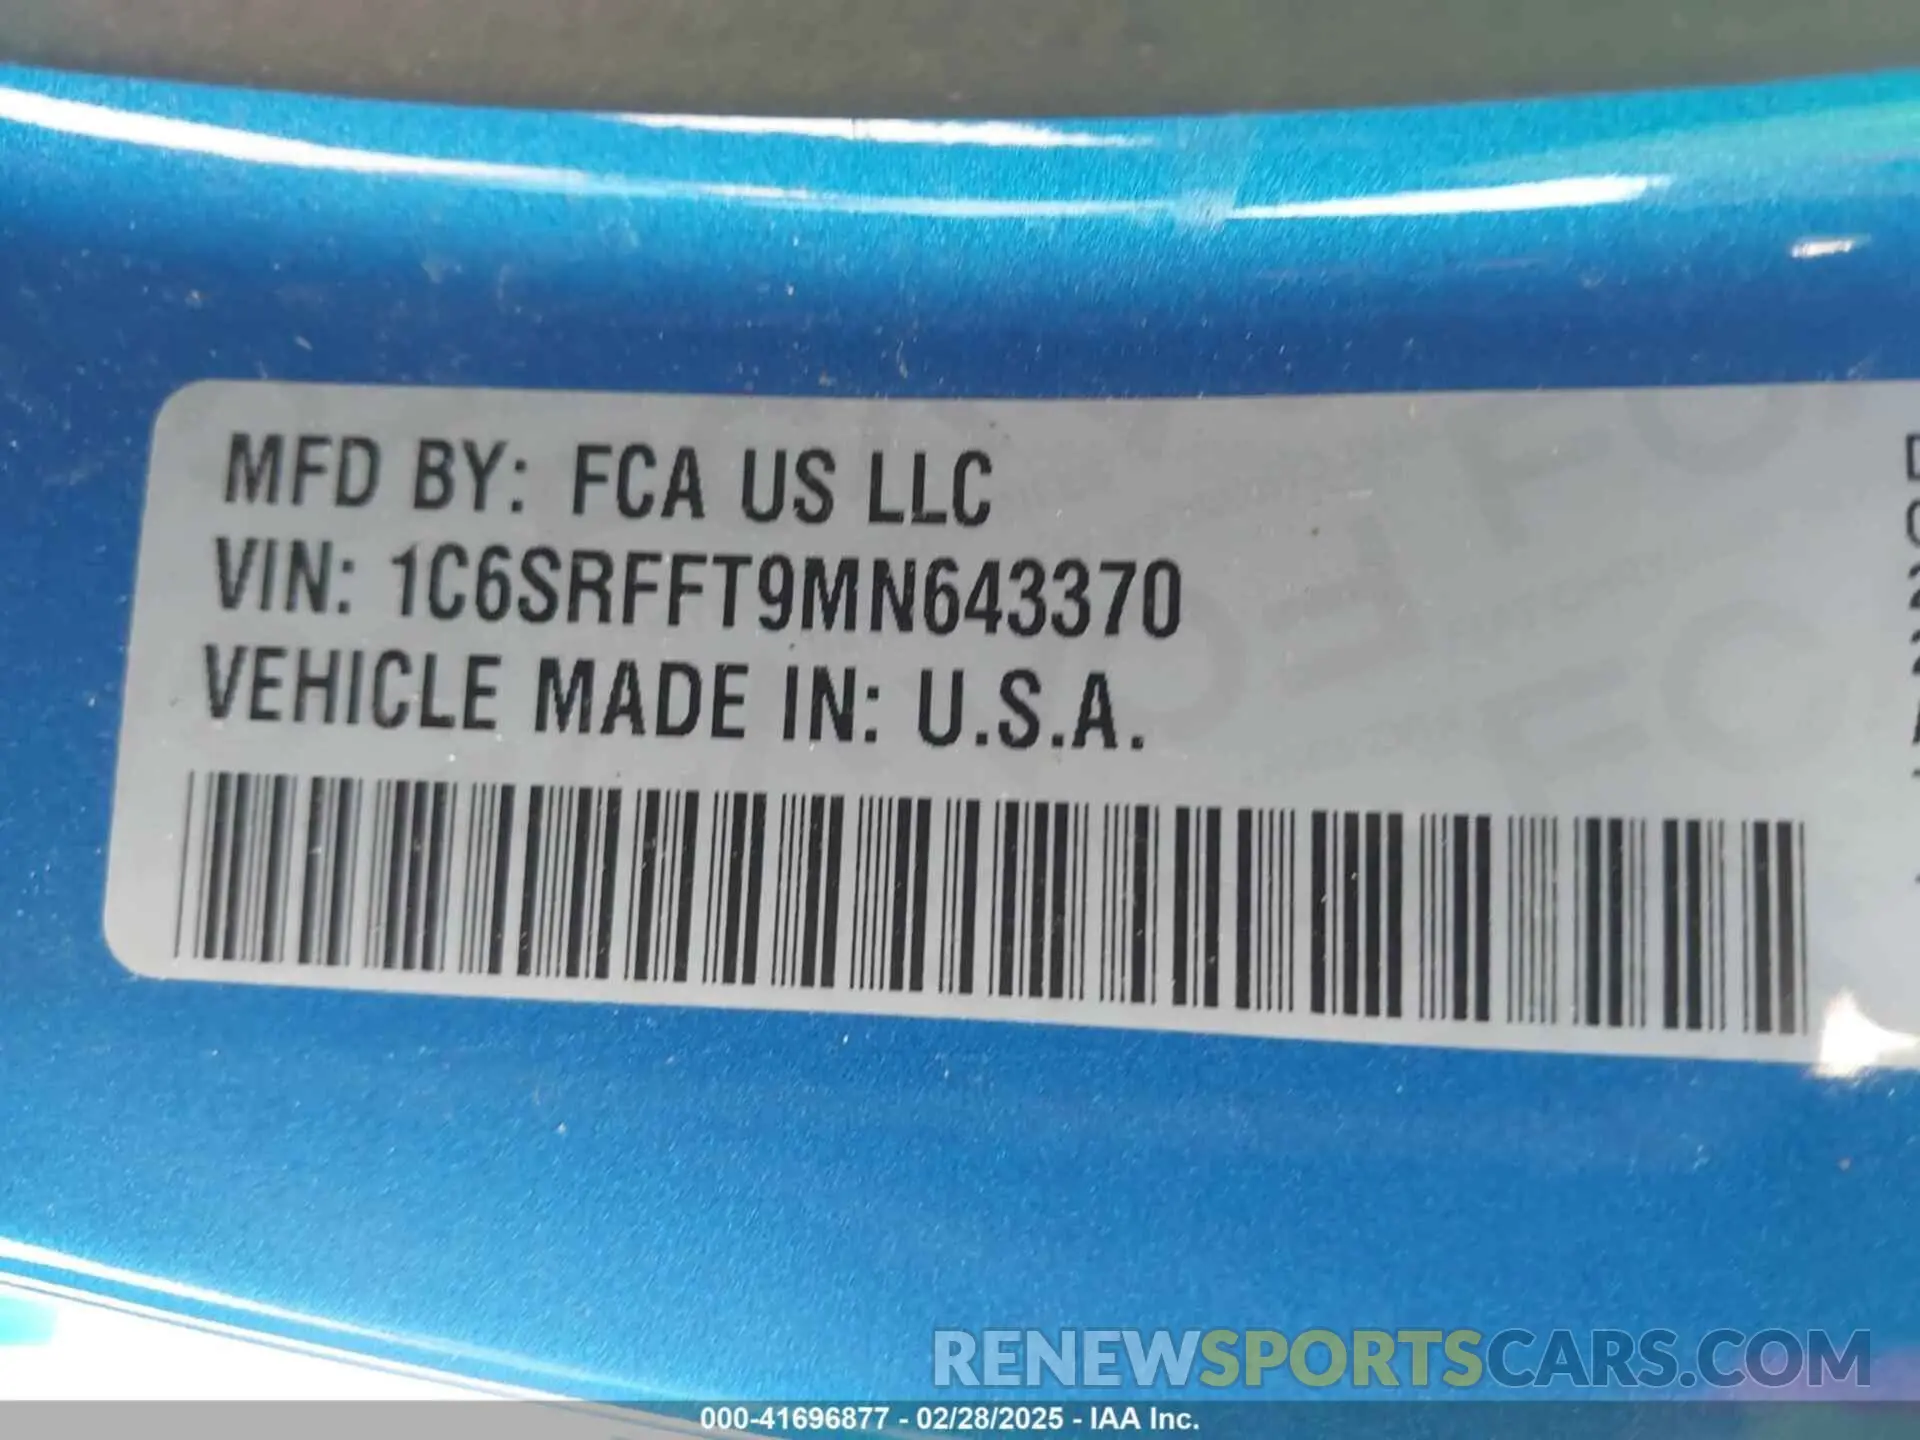 MFD BY: FCA US LLC
VIN: 1C6SRFFT9MN643370
VEHICLE MADE IN: U.S.A.
RENEWSPORTSCARS.COM
000-41696877 - 02/28/2025 - IAA Inc.